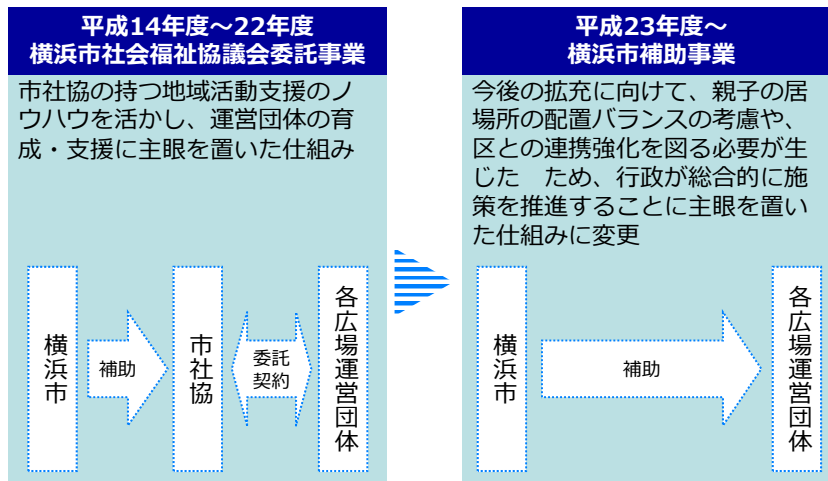 平成14年度～22年度
横浜市社会福祉協議会委託事業
市社協の持つ地域活動支援のノ
ウハウを活かし、運営団体の育
成・支援に主眼を置いた仕組み
横浜市
補助
市社協
委託
契約
各広場運営団体
平成23年度～
横浜市補助事業
今後の拡充に向けて、親子の居
場所の配置バランスの考慮や、
区との連携強化を図る必要が生
じた　ため、行政が総合的に施
策を推進することに主眼を置い
た仕組みに変更
横浜市
補助
各広場運営団体